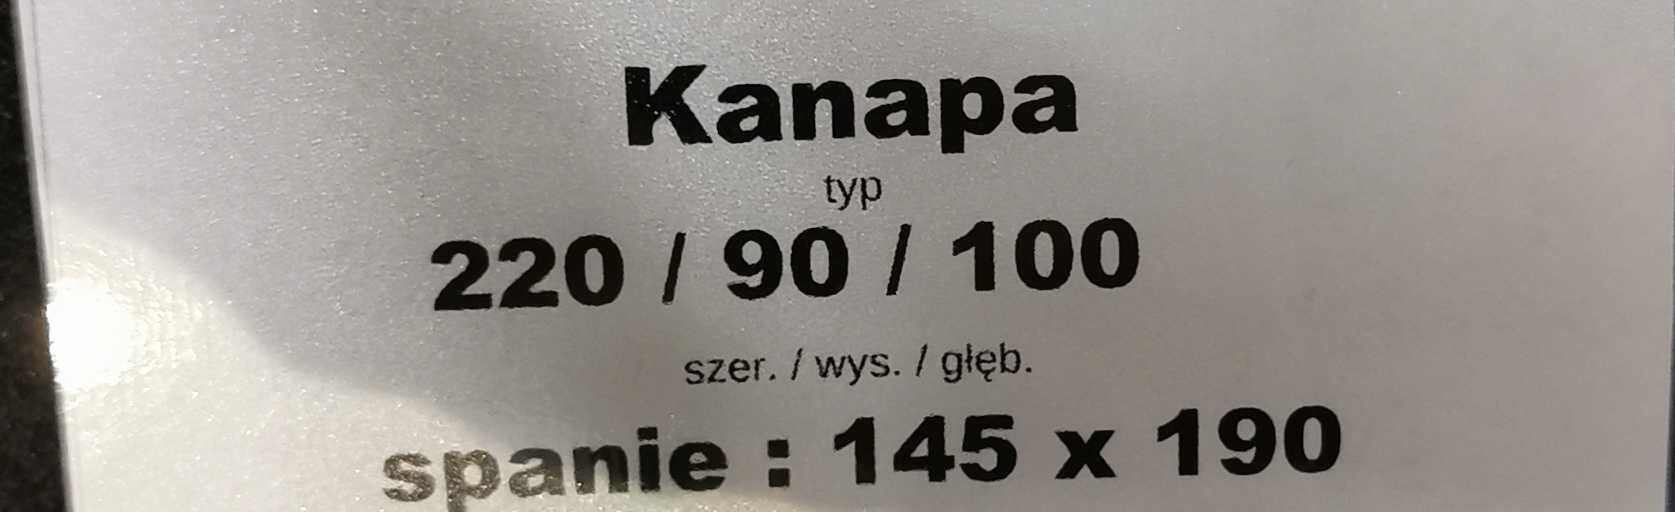 Kanapa
typ
220 / 90 / 100
szer. / wys. / głęb.
spanie : 145 x 190